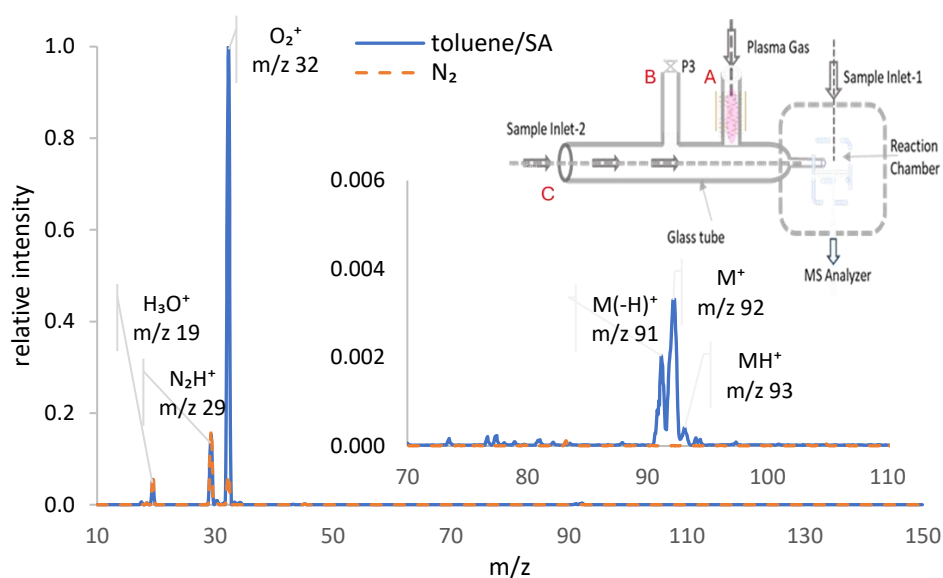 O₂⁺
m/z 32
toluene/SA
N₂
Plasma Gas
B
P3
A
Sample Inlet-1
Sample Inlet-2
C
Reaction
Chamber
Glass tube
MS Analyzer
relative intensity
1.0
0.8
0.6
0.4
0.2
0.0
H₃O⁺
m/z 19
N₂H⁺
m/z 29
0.006
0.004
0.002
0.000
M(-H)⁺
m/z 91
M⁺
m/z 92
MH⁺
m/z 93
70 80 90 100 110
10 30 50 70 90 110 135 150
m/z